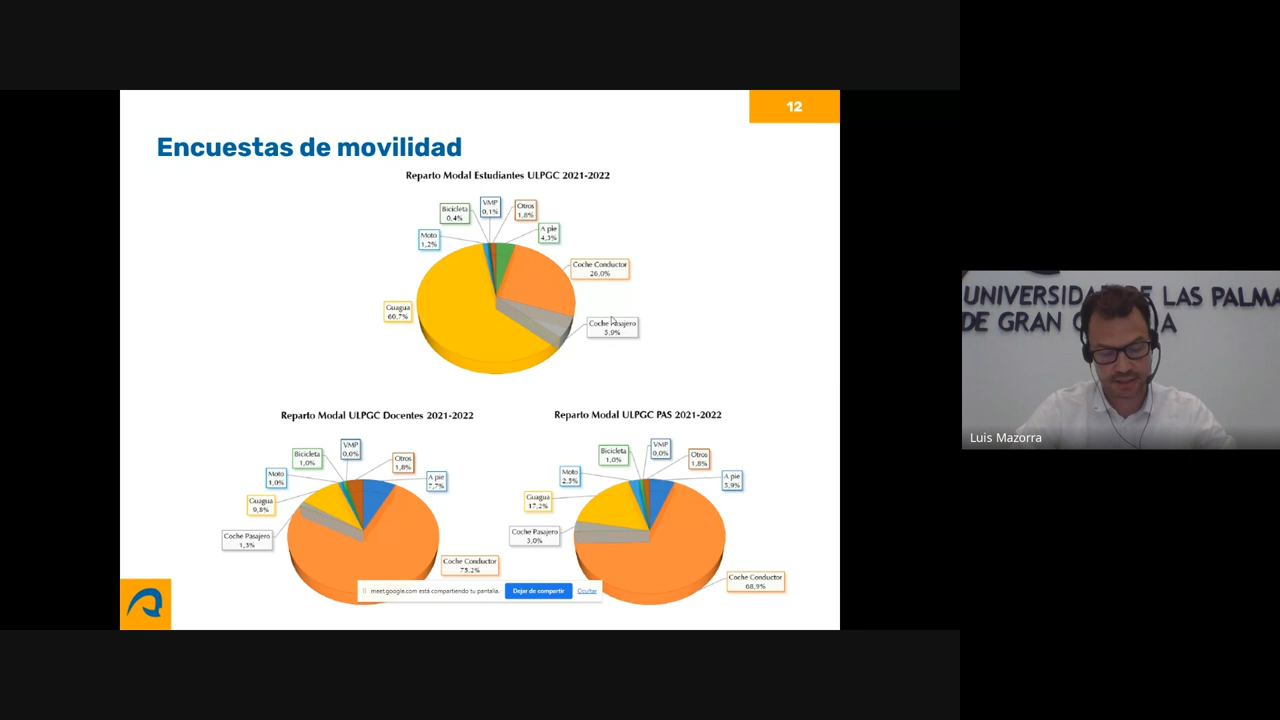 12
Encuestas de movilidad
Reparto Modal Estudiantes ULPGC 2021-2022
VMP
0,1%
Bicicleta
0,4%
Otros
1,8%
Moto
1,2%
A pie
4,3%
Coche Conductor
26,0%
Guagua
60,7%
Coche Pasajero
5,9%
UNIVERSIDAD DE LAS PALMA
DE GRAN C A
Luis Mazorra
Reparto Modal ULPGC Docentes 2021-2022
VMP
0,0%
Bicicleta
1,0%
Otros
1,8%
Moto
1,0%
A pie
7,7%
Guagua
9,8%
Coche Pasajero
1,3%
Coche Conductor
75,2%
Reparto Modal ULPGC PAS 2021-2022
VMP
0,0%
Bicicleta
1,0%
Otros
1,8%
Moto
2,5%
A pie
5,9%
Guagua
17,2%
Coche Pasajero
3,0%
Coche Conductor
68,9%
meet.google.com está compartiendo tu pantalla.
Dejar de compartir
Ocultar